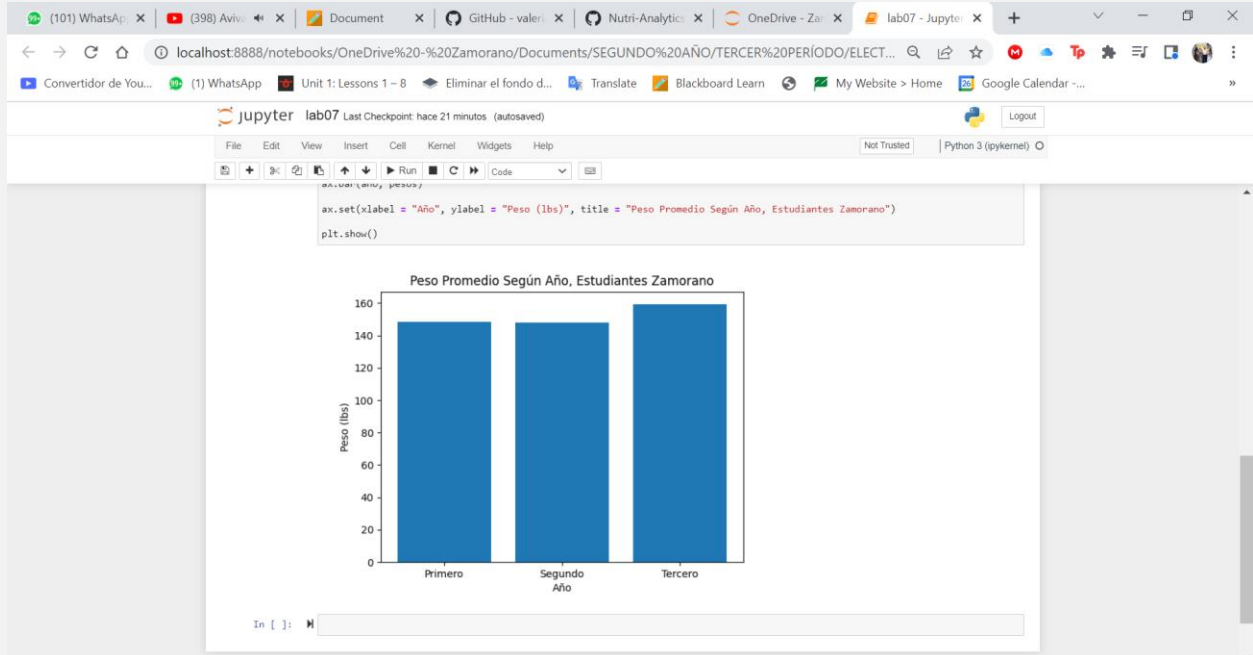 (101) WhatsAp
(398) Aviva
Document
GitHub - valeri
Nutri-Analytics
OneDrive - Zar
lab07 - Jupyter
localhost:8888/notebooks/OneDrive%20-%20Zamorano/Documents/SEGUNDO%20AÑO/TERCER%20PERÍODO/ELECT...
Convertidor de You...
(1) WhatsApp
Unit 1: Lessons 1 – 8
Eliminar el fondo d...
Translate
Blackboard Learn
My Website > Home
Google Calendar -...
»
jupyter lab07 Last Checkpoint: hace 21 minutos (autosaved)
Logout
File Edit View Insert Cell Kernel Widgets Help
Not Trusted
Python 3 (ipykernel)
Run
Code
ax.bar(año, pesos)
ax.set(xlabel = "Año", ylabel = "Peso (lbs)", title = "Peso Promedio Según Año, Estudiantes Zamorano")
plt.show()
Peso Promedio Según Año, Estudiantes Zamorano
160
140
120
100
80
60
40
20
0
Peso (lbs)
Primero Segundo Tercero
Año
In [ ]: